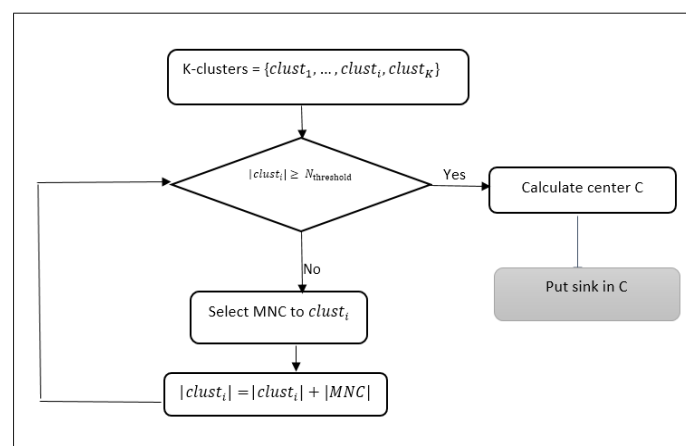 K-clusters = {clust₁, … , clustᵢ, clust_K}
|clustᵢ| ≥ N_threshold
Yes
Calculate center C
No
Put sink in C
Select MNC to clustᵢ
|clustᵢ| =|clustᵢ| + |MNC|